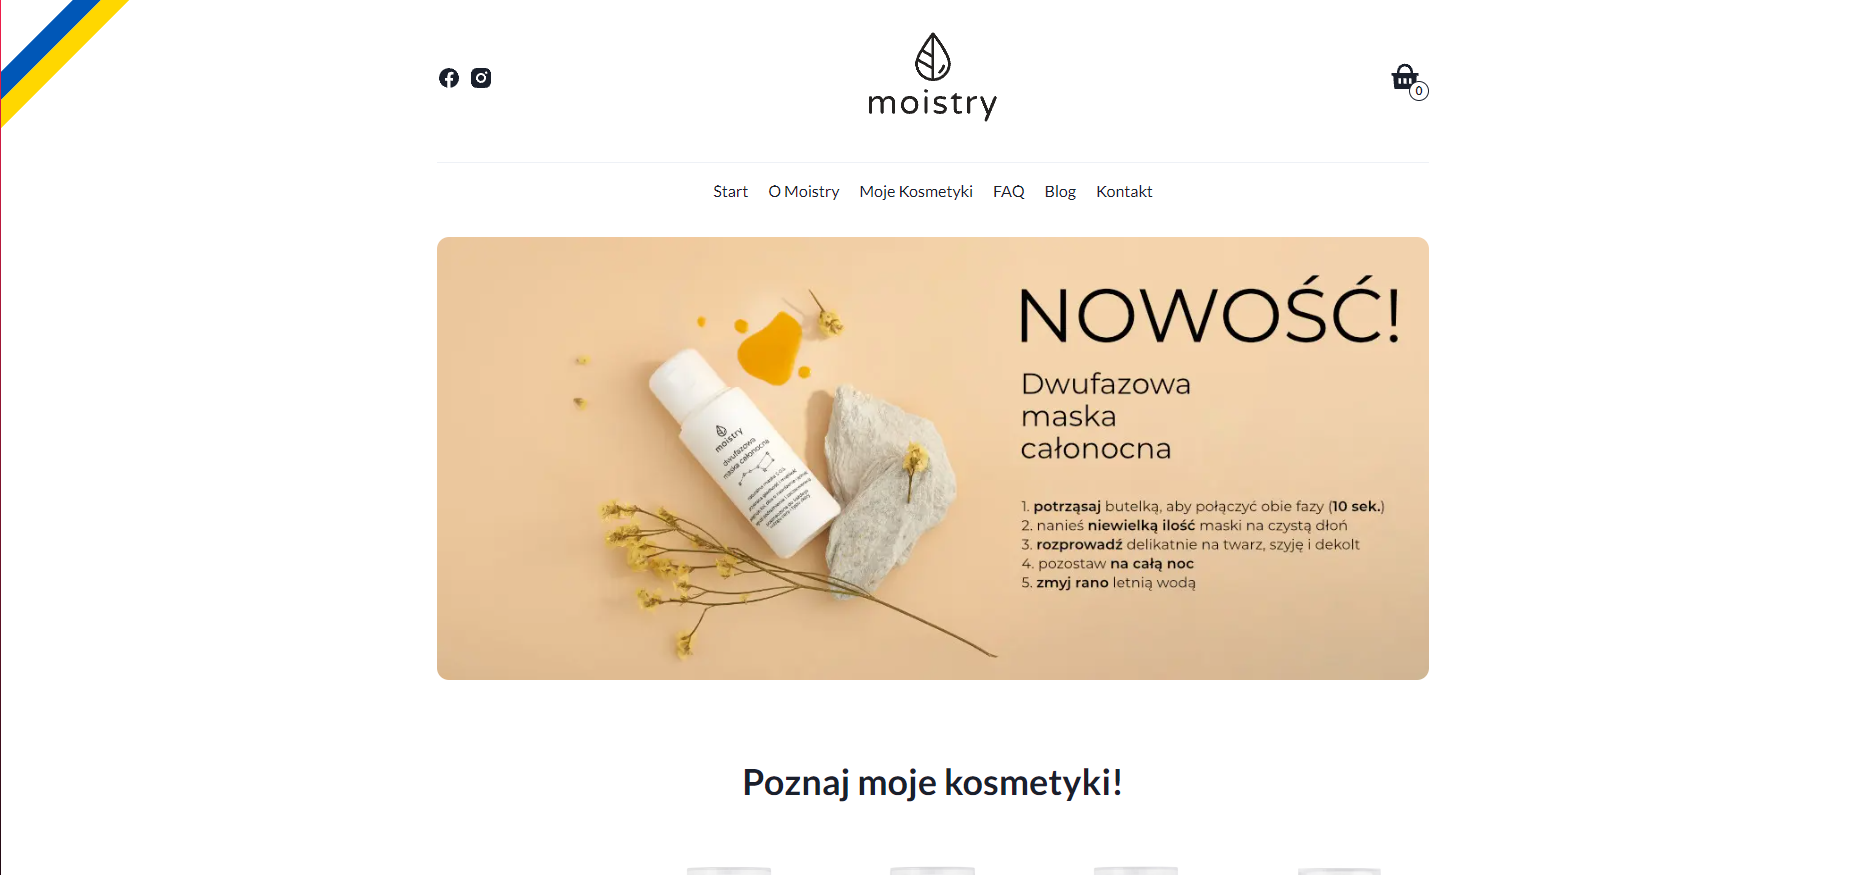 moistry
0
Start O Moistry Moje Kosmetyki FAQ Blog Kontakt
NOWOŚĆ!
Dwufazowa
maska
całonocna
1. potrząsaj butelką, aby połączyć obie fazy (10 sek.)
2. nanieś niewielką ilość maski na czystą dłoń
3. rozprowadź delikatnie na twarz, szyję i dekolt
4. pozostaw na całą noc
5. zmyj rano letnią wodą
moistry
dwufazowa
maska całonocna
Poznaj moje kosmetyki!